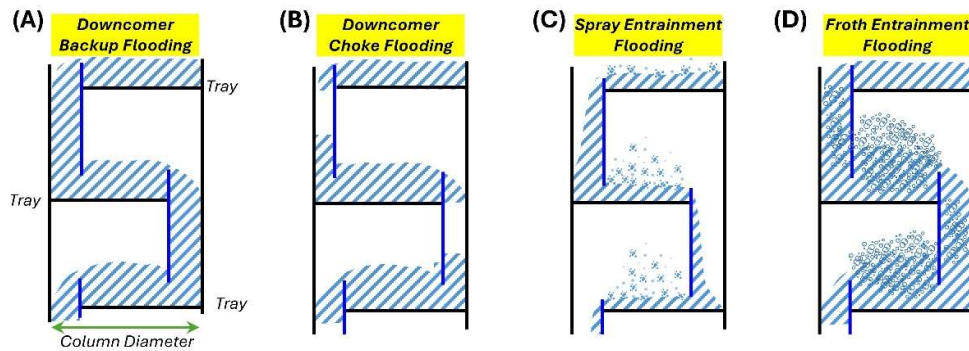 (A)
Downcomer
Backup Flooding
(B)
Downcomer
Choke Flooding
(C)
Spray Entrainment
Flooding
(D)
Froth Entrainment
Flooding
Tray
Tray
Tray
Column Diameter